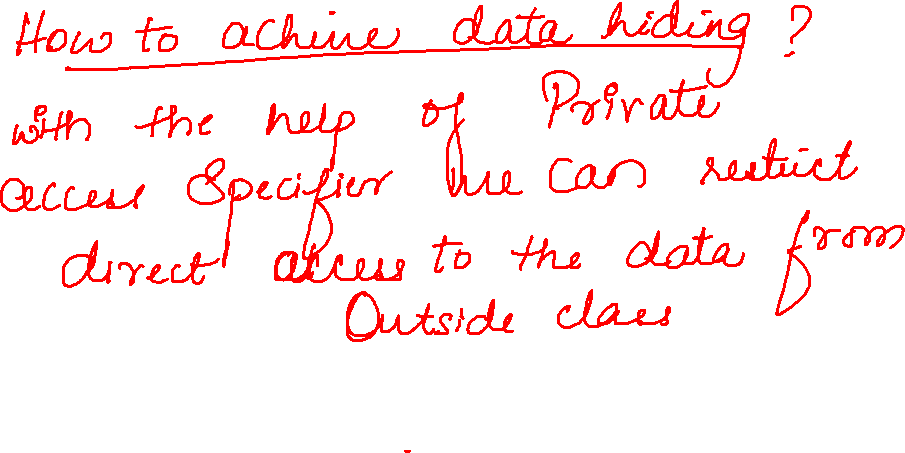 How to achive data hiding ?
with the help of Private
access Specifier we can restrict
direct access to the data from
Outside class